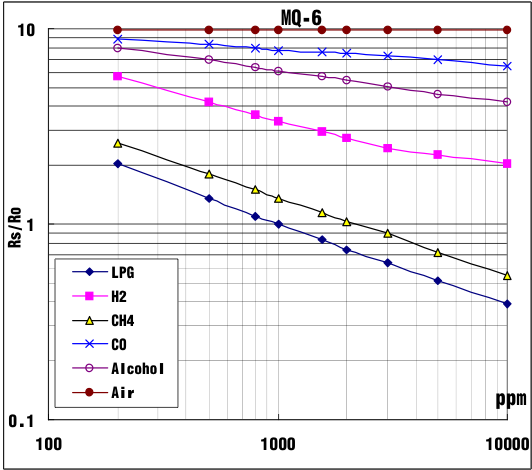 MQ-6
10
1
0.1
Rs/Ro
LPG
H2
CH4
CO
Alcohol
Air
ppm
100
1000
10000